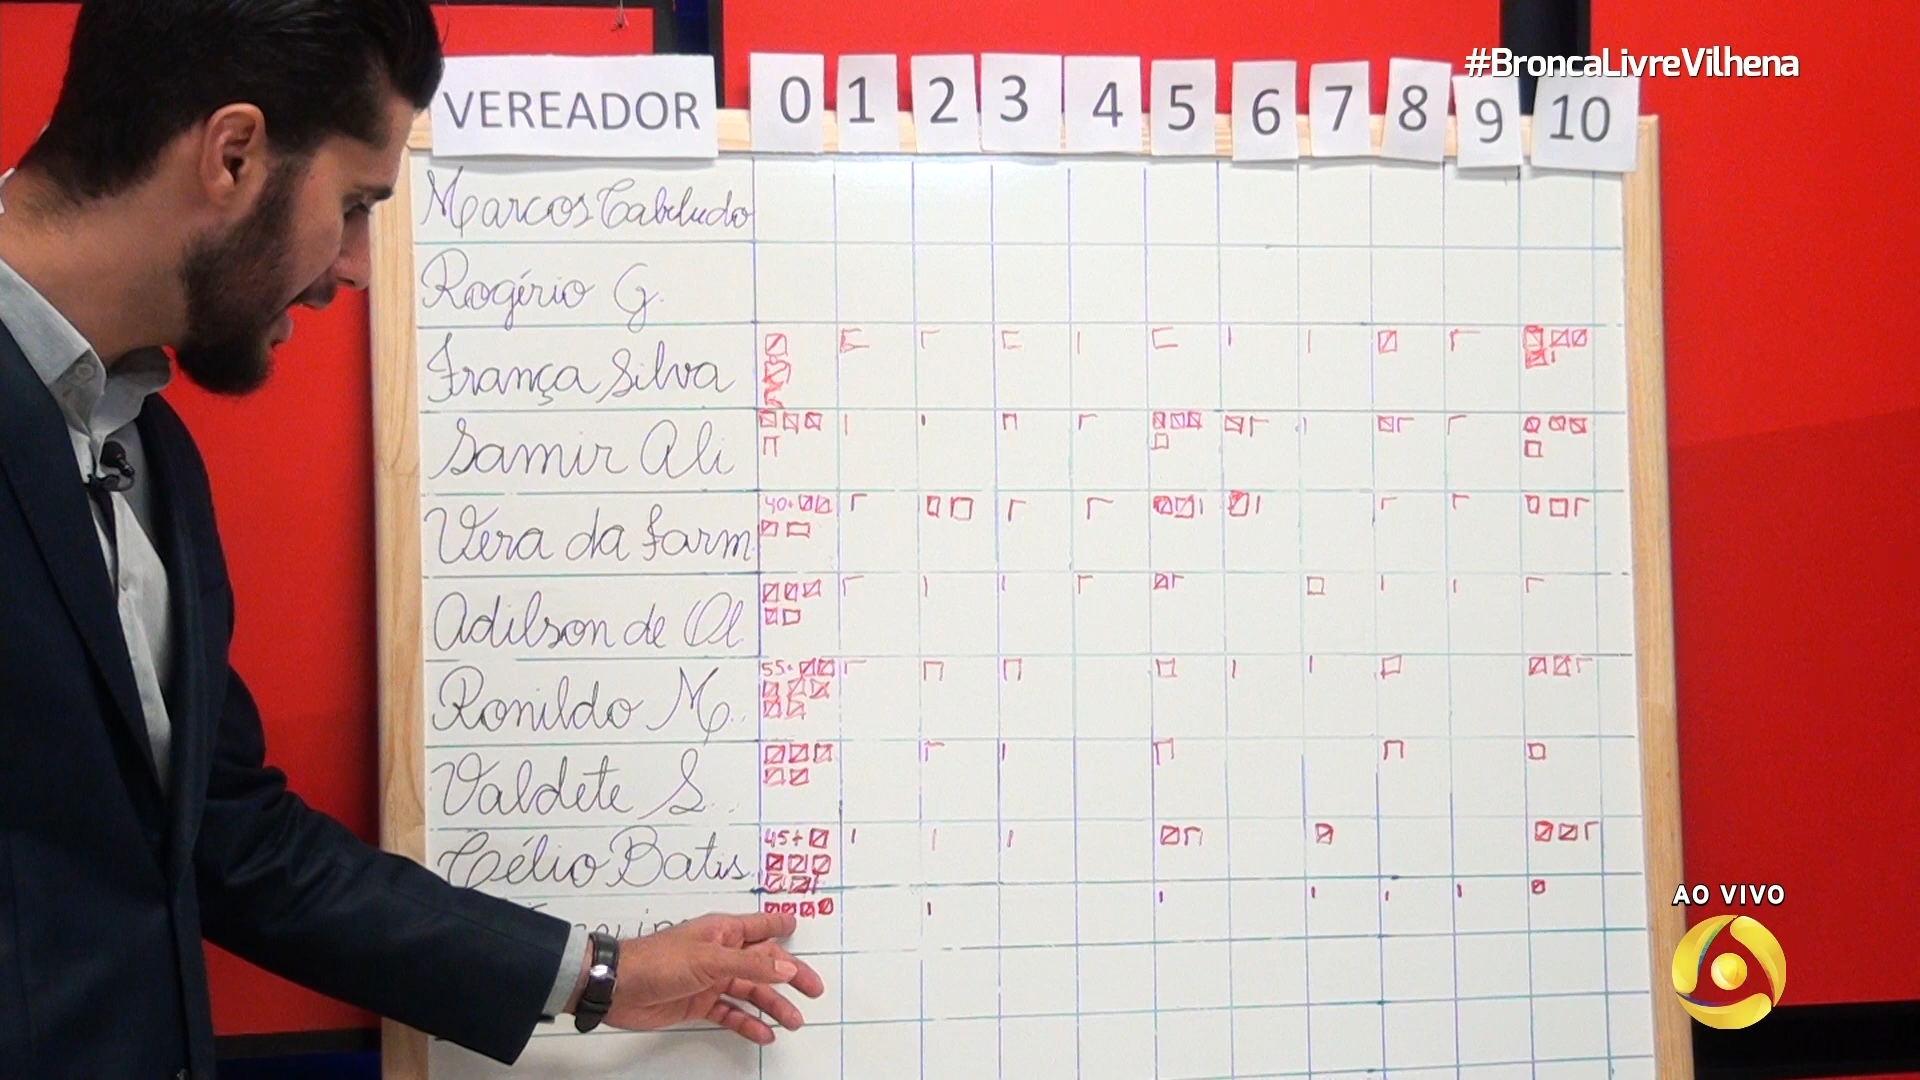 #BroncaLivreVilhena
VEREADOR 0 1 2 3 4 5 6 7 8 9 10
Marcos Cabeludo
Rogério G.
França Silva
Samir Ali
Vera da Farm 40+
Adilson de Ol
Ronildo M. 55+
Valdete S.
Célio Batis 45+
AO VIVO